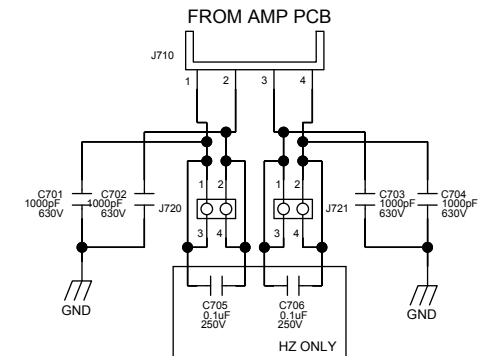 FROM AMP PCB
J710
1 2 3 4
C701
1000pF
630V
C702
1000pF
630V
1 2
J720
3 4
1 2
J721
3 4
C703
1000pF
630V
C704
1000pF
630V
GND
C705
0.1uF
250V
C706
0.1uF
250V
GND
HZ ONLY